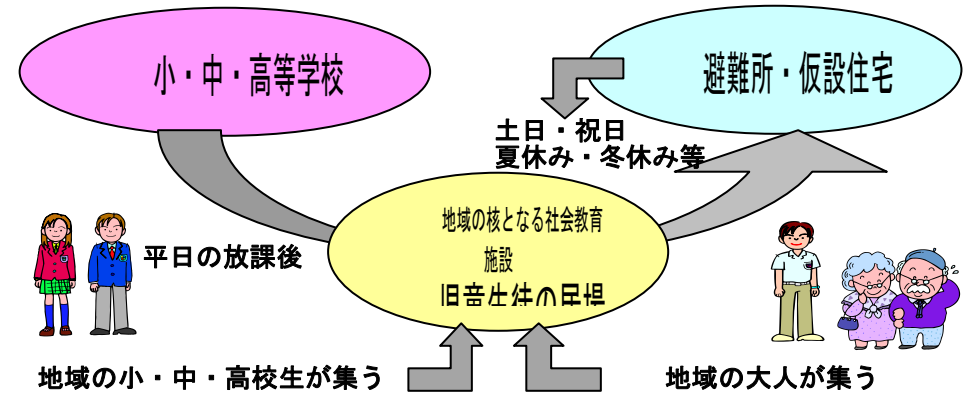 小・中・高等学校
避難所・仮設住宅
土日・祝日
夏休み・冬休み等
地域の核となる社会教育
施設
平日の放課後
地域の小・中・高校生が集う
地域の大人が集う